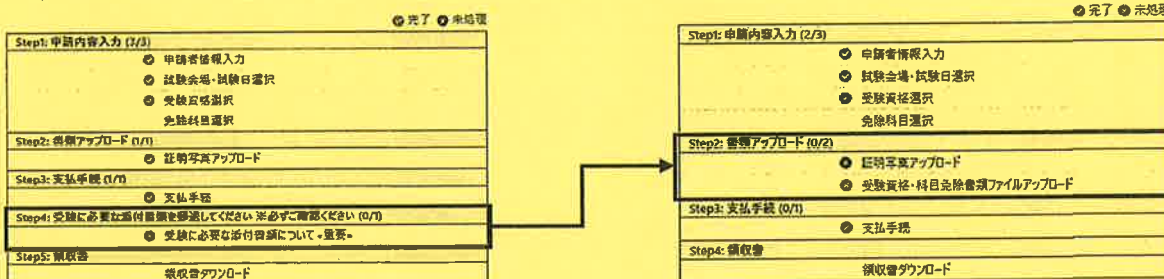 完了 未処理
Step1: 申請内容入力 (2/3)
申請者情報入力
試験会場・試験日選択
受験資格選択
免除科目選択
Step2: 書類アップロード (1/1)
証明写真アップロード
Step3: 支払手続 (1/1)
支払手続
Step4: 受験に必要な添付書類を郵送してください ※必ずご確認ください (0/1)
受験に必要な添付書類について *重要*
Step5: 領収書
領収書ダウンロード
完了 未処理
Step1: 申請内容入力 (2/3)
申請者情報入力
試験会場・試験日選択
受験資格選択
免除科目選択
Step2: 書類アップロード (0/2)
証明写真アップロード
受験資格・科目免除書類ファイルアップロード
Step3: 支払手続 (0/1)
支払手続
Step4: 領収書
領収書ダウンロード